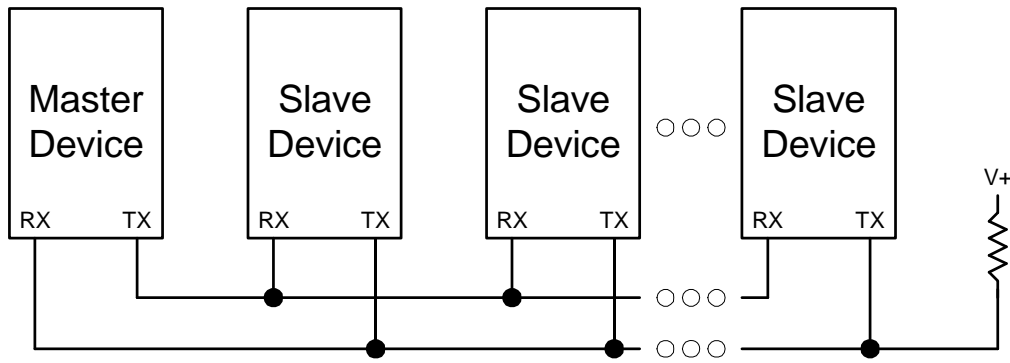 Master
Device
Slave
Device
Slave
Device
Slave
Device
RX TX
RX TX
RX TX
RX TX
V+